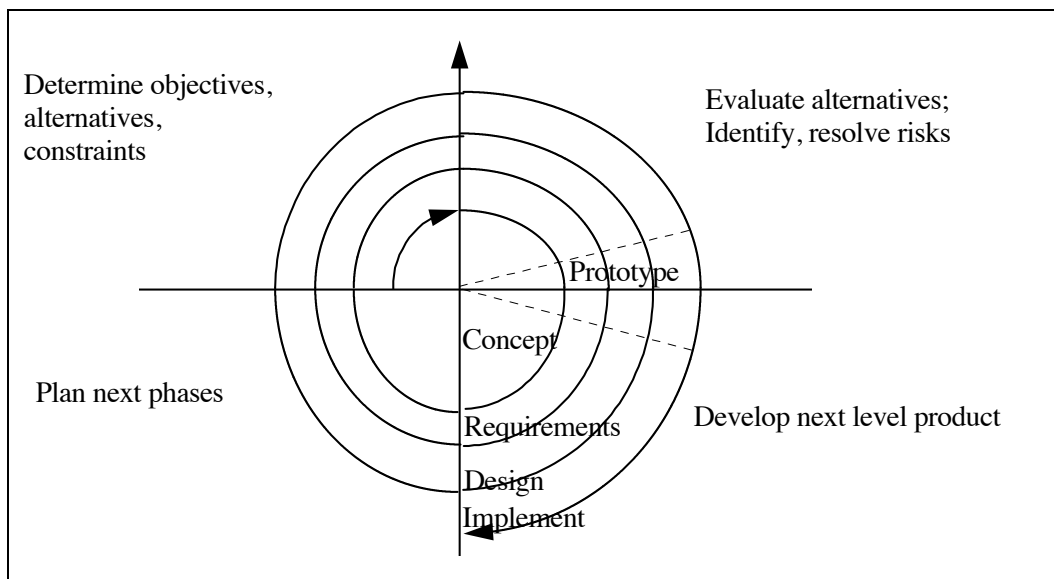 Determine objectives,
alternatives,
constraints
Evaluate alternatives;
Identify, resolve risks
Prototype
Concept
Plan next phases
Develop next level product
Requirements
Design
Implement